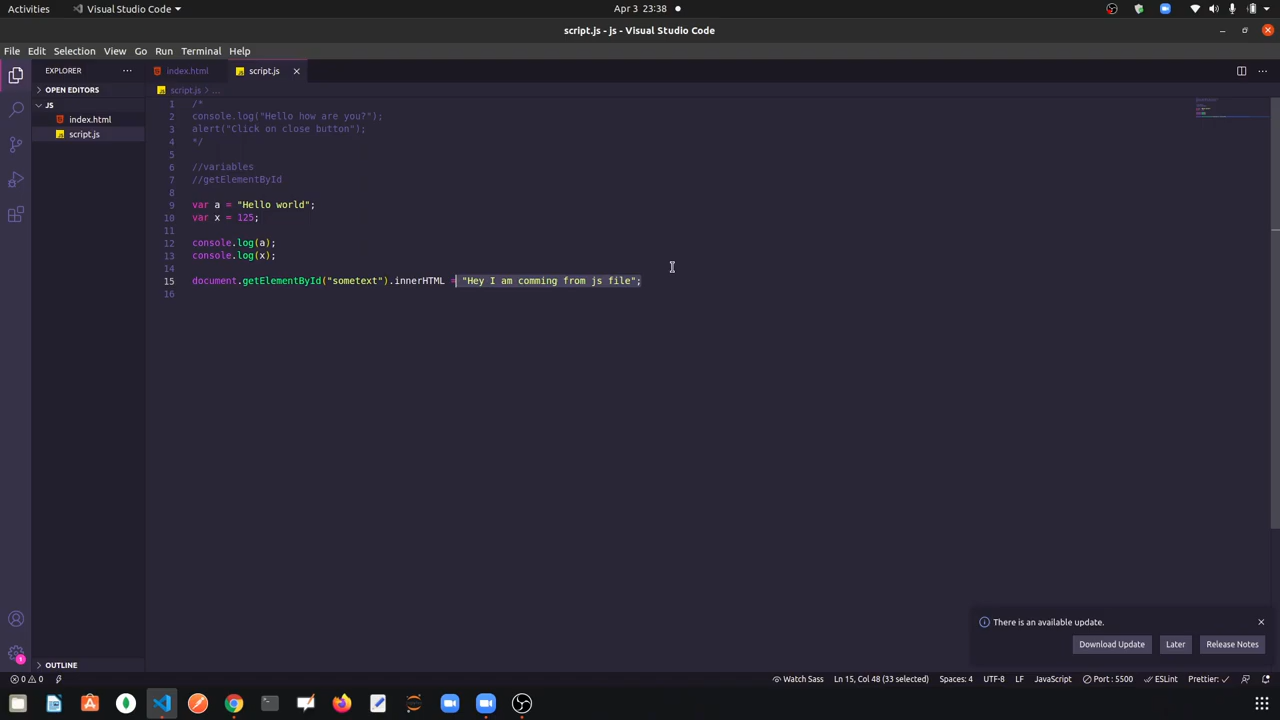 Activities
Visual Studio Code
Apr 3 23:38
script.js - js - Visual Studio Code
File Edit Selection View Go Run Terminal Help
EXPLORER
index.html
script.js
OPEN EDITORS
script.js > ...
JS
index.html
script.js
1 /*
2 console.log("Hello how are you?");
3 alert("Click on close button");
4 */
5
6 //variables
7 //getElementById
8
9 var a = "Hello world";
10 var x = 125;
11
12 console.log(a);
13 console.log(x);
14
15 document.getElementById("sometext").innerHTML = "Hey I am comming from js file";
16
There is an available update.
Download Update Later Release Notes
OUTLINE
1
0 0
Watch Sass Ln 15, Col 48 (33 selected) Spaces: 4 UTF-8 LF JavaScript Port : 5500 ESLint Prettier: ✓